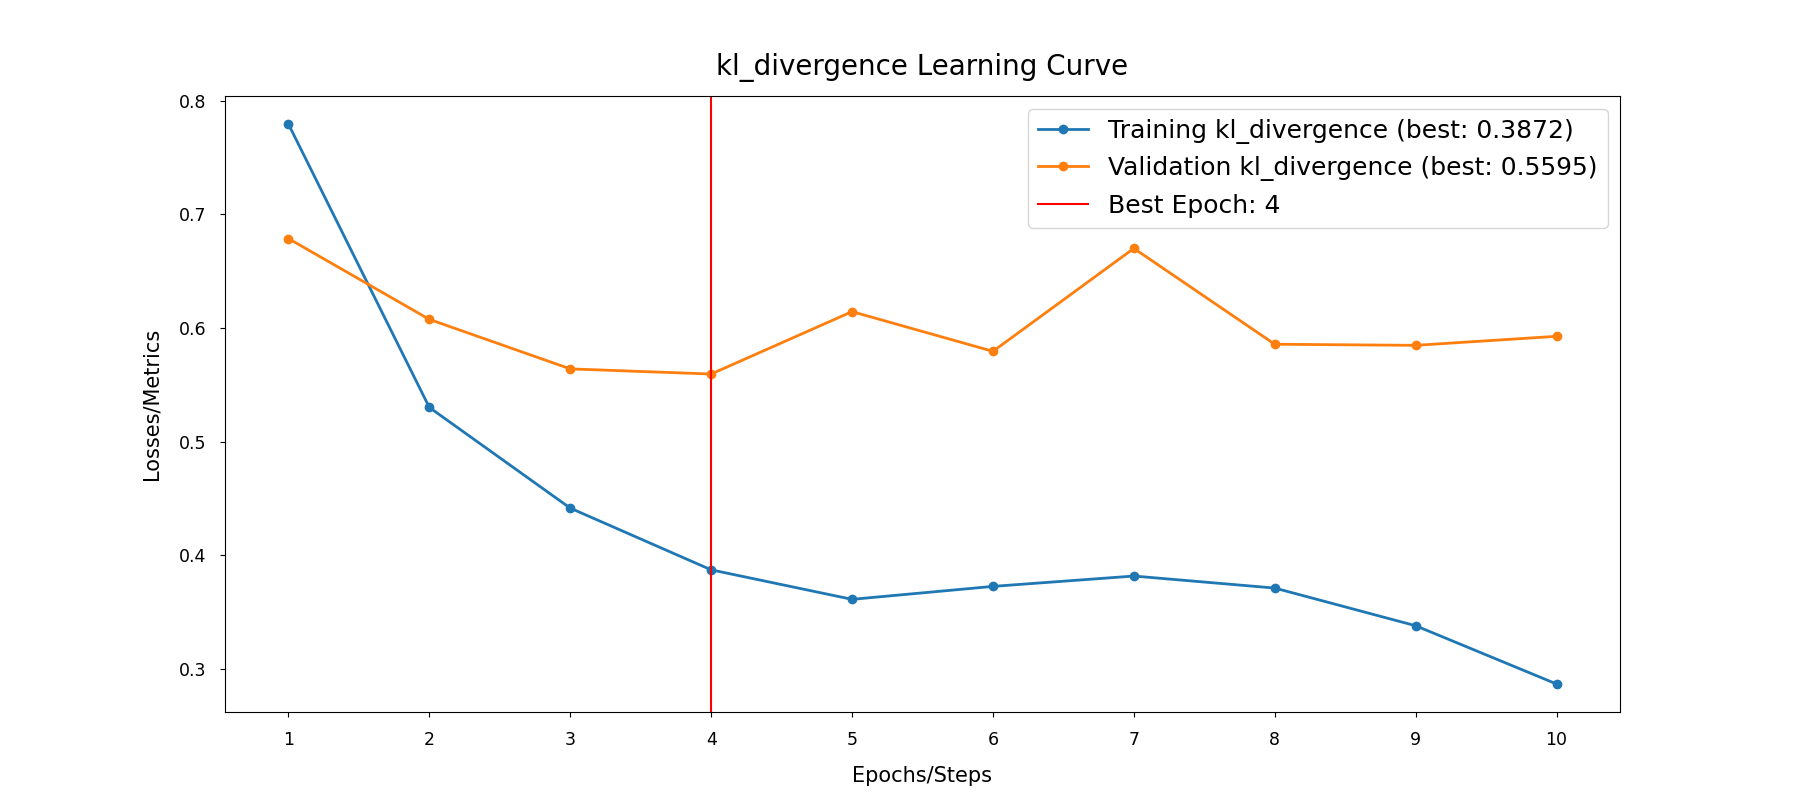 kl_divergence Learning Curve
0.8
0.7
0.6
0.5
0.4
0.3
Losses/Metrics
Training kl_divergence (best: 0.3872)
Validation kl_divergence (best: 0.5595)
Best Epoch: 4
1 2 3 4 5 6 7 8 9 10
Epochs/Steps